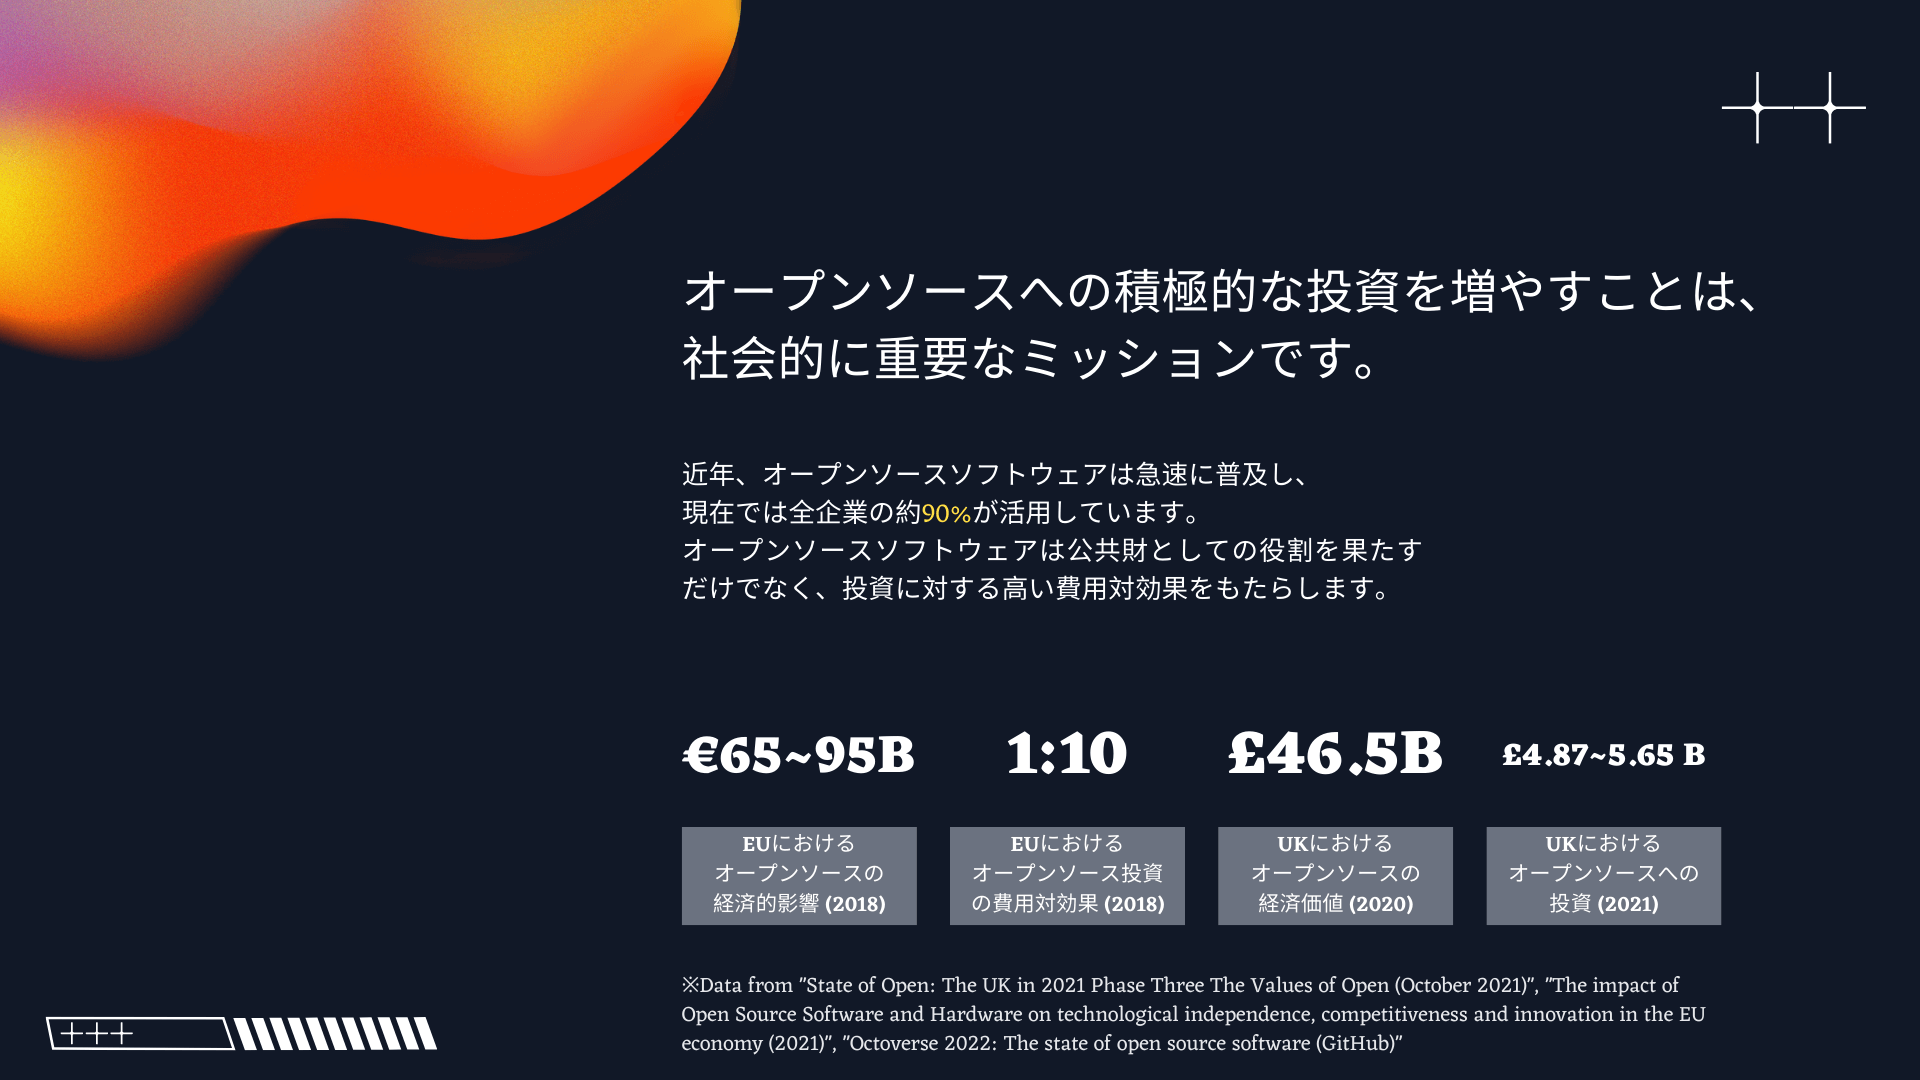 オープンソースへの積極的な投資を増やすことは、
社会的に重要なミッションです。
近年、オープンソースソフトウェアは急速に普及し、
現在では全企業の約90%が活用しています。
オープンソースソフトウェアは公共財としての役割を果たす
だけでなく、投資に対する高い費用対効果をもたらします。
€65~95B
1:10
£46.5B
£4.87~5.65 B
EUにおける
オープンソースの
経済的影響 (2018)
EUにおける
オープンソース投資
の費用対効果 (2018)
UKにおける
オープンソースの
経済価値 (2020)
UKにおける
オープンソースへの
投資 (2021)
※Data from "State of Open: The UK in 2021 Phase Three The Values of Open (October 2021)", "The impact of
Open Source Software and Hardware on technological independence, competitiveness and innovation in the EU
economy (2021)", "Octoverse 2022: The state of open source software (GitHub)"